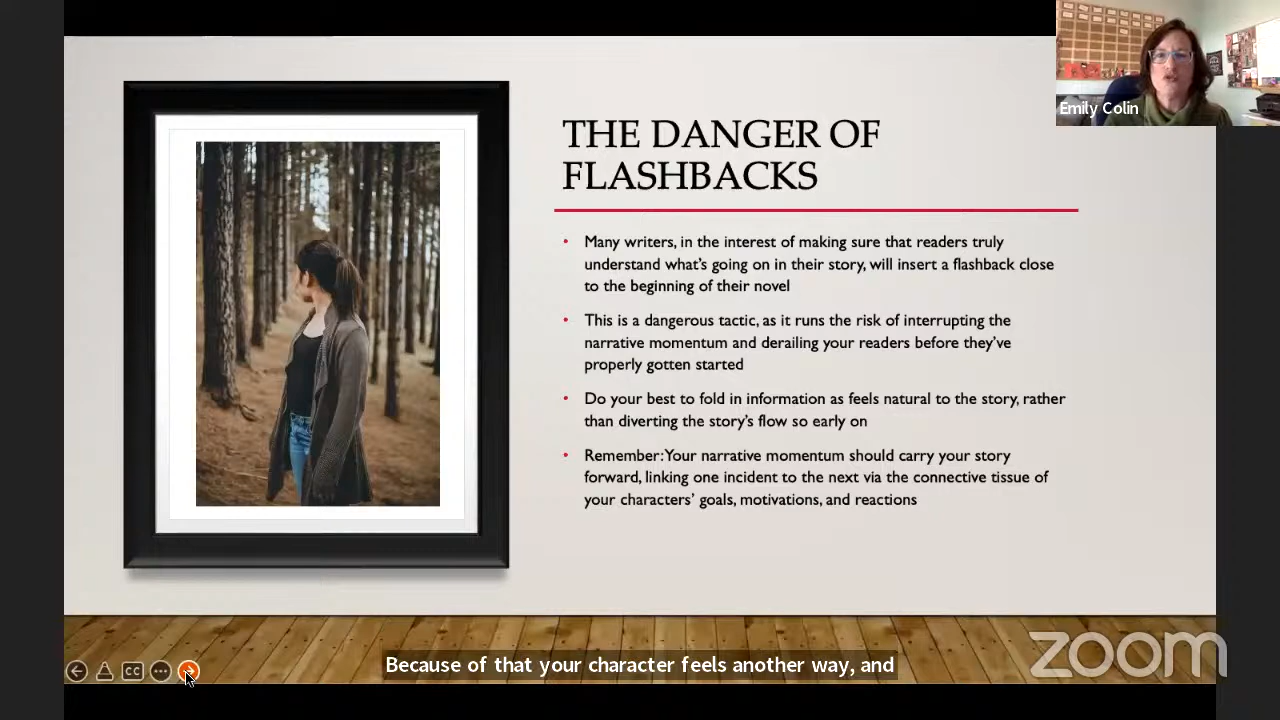 Emily Colin
THE DANGER OF
FLASHBACKS
• Many writers, in the interest of making sure that readers truly
understand what's going on in their story, will insert a flashback close
to the beginning of their novel
• This is a dangerous tactic, as it runs the risk of interrupting the
narrative momentum and derailing your readers before they've
properly gotten started
• Do your best to fold in information as feels natural to the story, rather
than diverting the story's flow so early on
• Remember: Your narrative momentum should carry your story
forward, linking one incident to the next via the connective tissue of
your characters' goals, motivations, and reactions
CC
Because of that your character feels another way, and
zoom